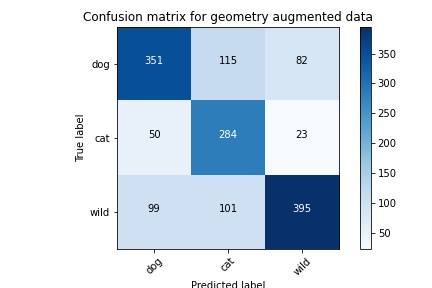 Confusion matrix for geometry augmented data
True label
dog
351 115 82
cat
50 284 23
wild
99 101 395
dog cat wild
Predicted label
350
300
250
200
150
100
50